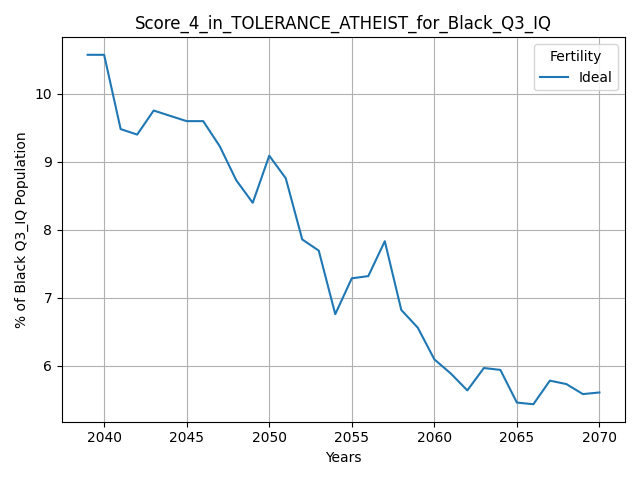 Score_4_in_TOLERANCE_ATHEIST_for_Black_Q3_IQ
Fertility
Ideal
% of Black Q3_IQ Population
10
9
8
7
6
2040 2045 2050 2055 2060 2065 2070
Years